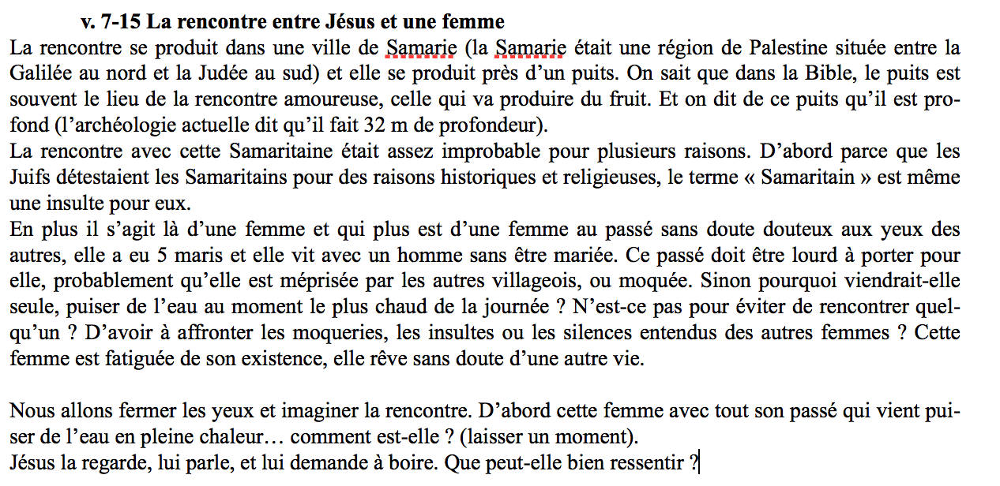 v. 7-15 La rencontre entre Jésus et une femme
La rencontre se produit dans une ville de Samarie (la Samarie était une région de Palestine située entre la
Galilée au nord et la Judée au sud) et elle se produit près d’un puits. On sait que dans la Bible, le puits est
souvent le lieu de la rencontre amoureuse, celle qui va produire du fruit. Et on dit de ce puits qu’il est pro-
fond (l’archéologie actuelle dit qu’il fait 32 m de profondeur).
La rencontre avec cette Samaritaine était assez improbable pour plusieurs raisons. D’abord parce que les
Juifs détestaient les Samaritains pour des raisons historiques et religieuses, le terme « Samaritain » est même
une insulte pour eux.
En plus il s’agit là d’une femme et qui plus est d’une femme au passé sans doute douteux aux yeux des
autres, elle a eu 5 maris et elle vit avec un homme sans être mariée. Ce passé doit être lourd à porter pour
elle, probablement qu’elle est méprisée par les autres villageois, ou moquée. Sinon pourquoi viendrait-elle
seule, puiser de l’eau au moment le plus chaud de la journée ? N’est-ce pas pour éviter de rencontrer quel-
qu’un ? D’avoir à affronter les moqueries, les insultes ou les silences entendus des autres femmes ? Cette
femme est fatiguée de son existence, elle rêve sans doute d’une autre vie.
Nous allons fermer les yeux et imaginer la rencontre. D’abord cette femme avec tout son passé qui vient pui-
ser de l’eau en pleine chaleur… comment est-elle ? (laisser un moment).
Jésus la regarde, lui parle, et lui demande à boire. Que peut-elle bien ressentir ?